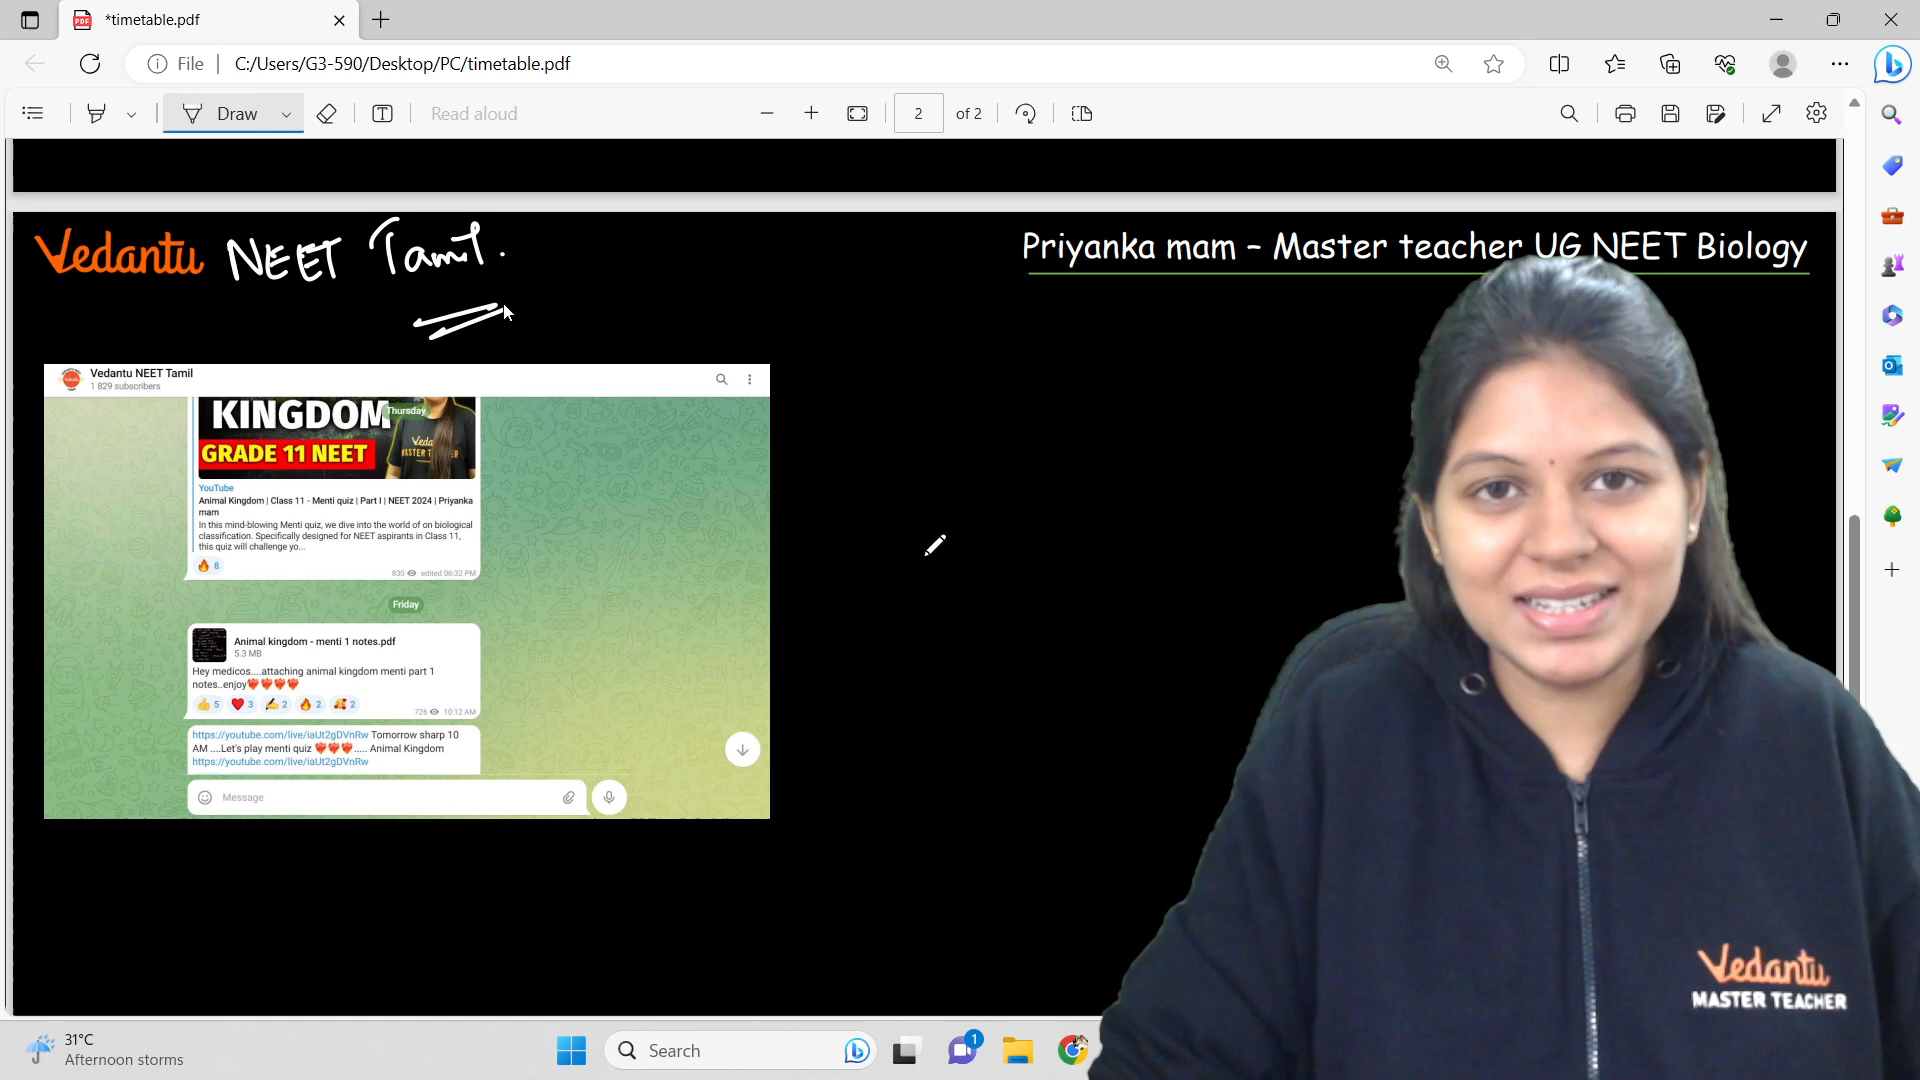 *timetable.pdf
File
C:/Users/G3-590/Desktop/PC/timetable.pdf
Draw
Read aloud
2
of 2
Vedantu NEET Tamil.
Priyanka mam – Master teacher UG NEET Biology
Vedantu NEET Tamil
1 829 subscribers
KINGDOM
Thursday
GRADE 11 NEET
YouTube
Animal Kingdom | Class 11 - Menti quiz | Part I | NEET 2024 | Priyanka
mam
In this mind-blowing Menti quiz, we dive into the world of on biological
classification. Specifically designed for NEET aspirants in Class 11,
this quiz will challenge yo...
8
830 edited 06:32 PM
Friday
Animal kingdom - menti 1 notes.pdf
5.3 MB
Hey medicos....attaching animal kingdom menti part 1
notes..enjoy
5 3 2 2 2
726 10:12 AM
https://youtube.com/live/iaUt2gDVnRw Tomorrow sharp 10
AM ....Let's play menti quiz ..... Animal Kingdom
https://youtube.com/live/iaUt2gDVnRw
Message
Vedantu
MASTER TEACHER
31°C
Afternoon storms
Search
1